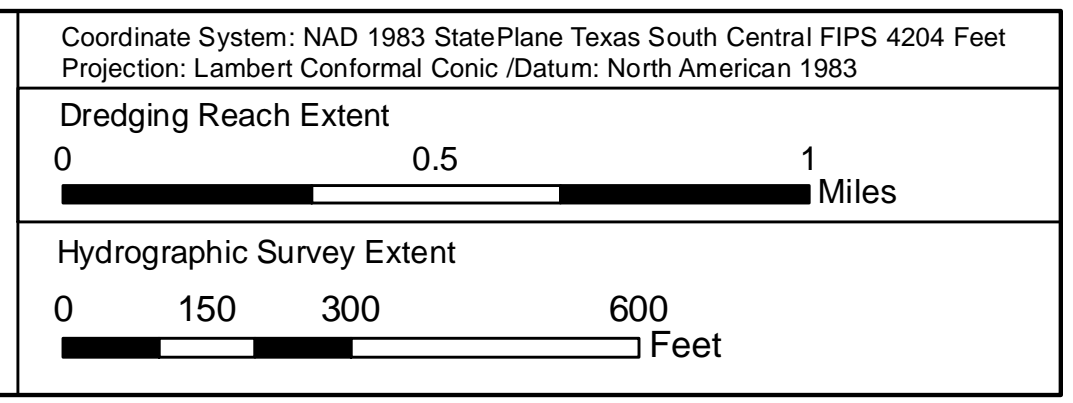 Coordinate System: NAD 1983 StatePlane Texas South Central FIPS 4204 Feet
Projection: Lambert Conformal Conic /Datum: North American 1983
Dredging Reach Extent
0 0.5 1
Miles
Hydrographic Survey Extent
0 150 300 600
Feet